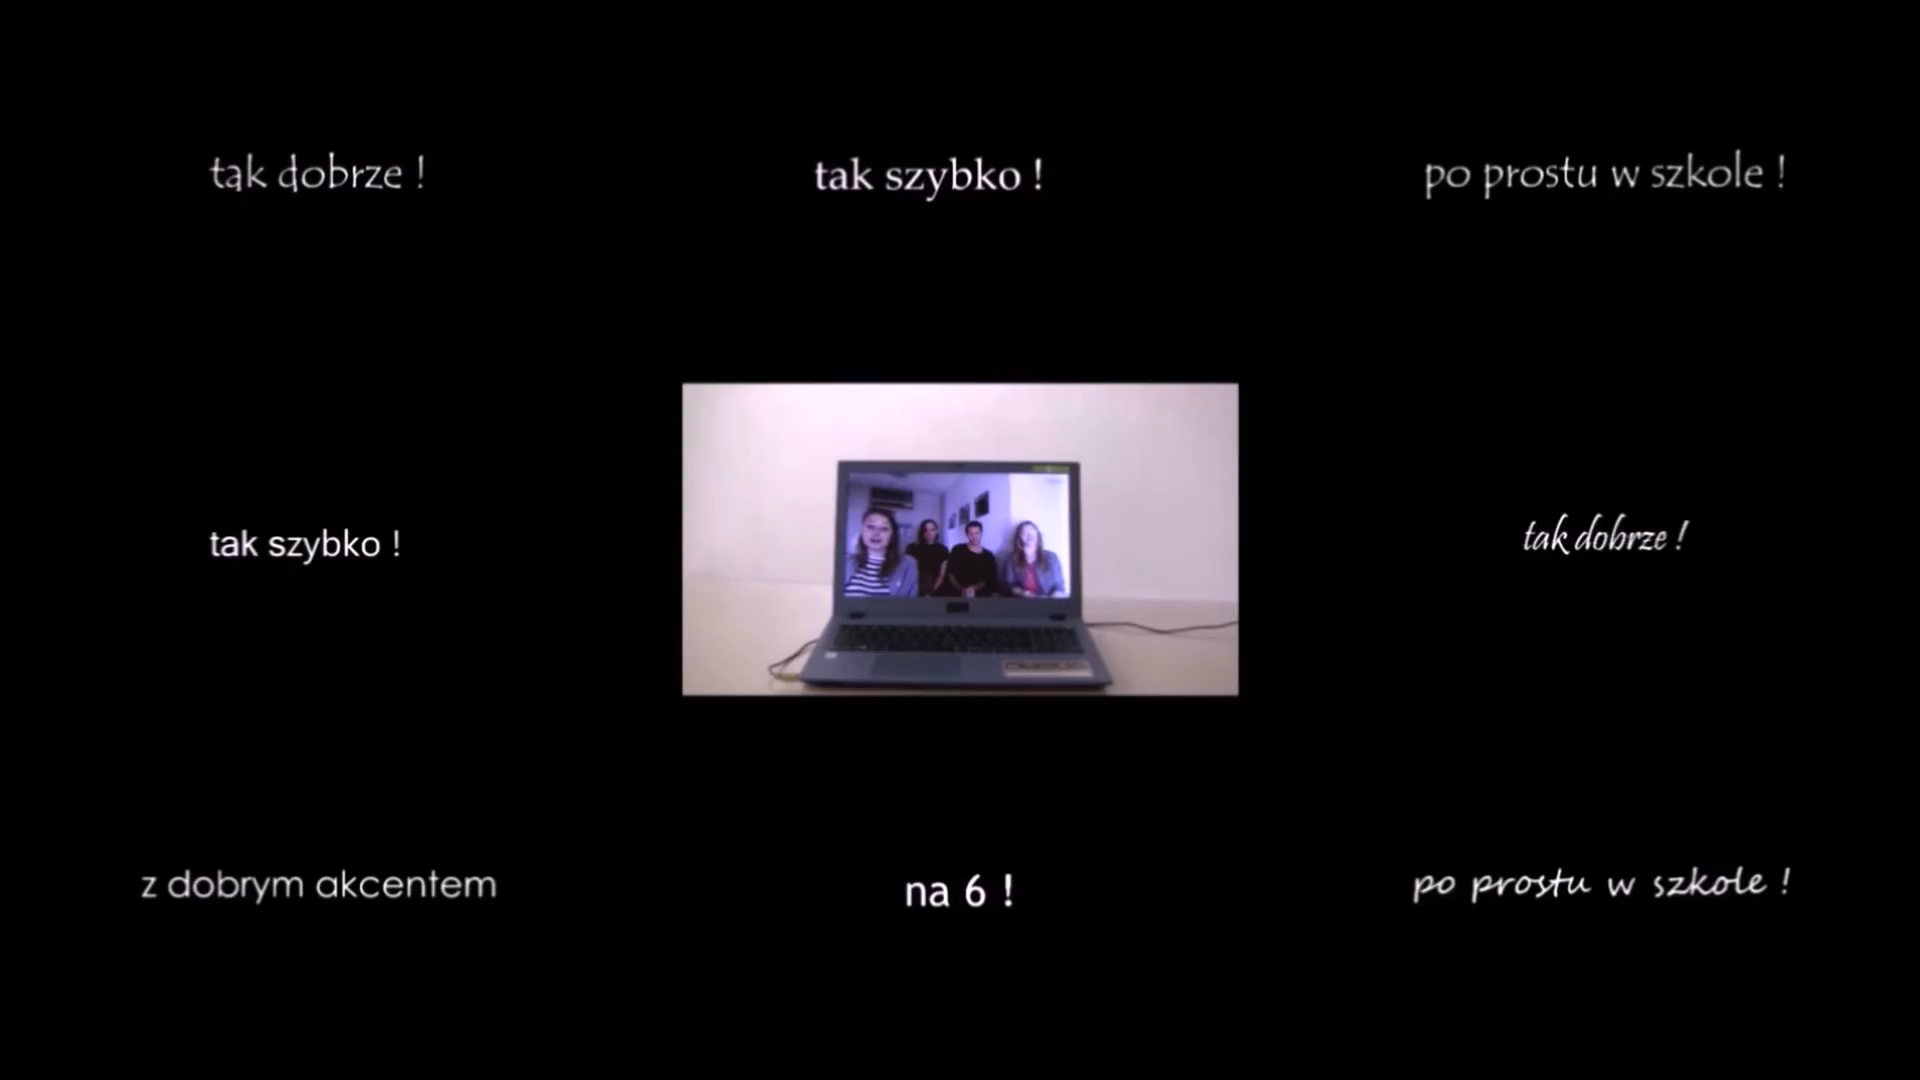 tak dobrze !
tak szybko !
po prostu w szkole !
tak szybko !
tak dobrze !
z dobrym akcentem
na 6 !
po prostu w szkole !